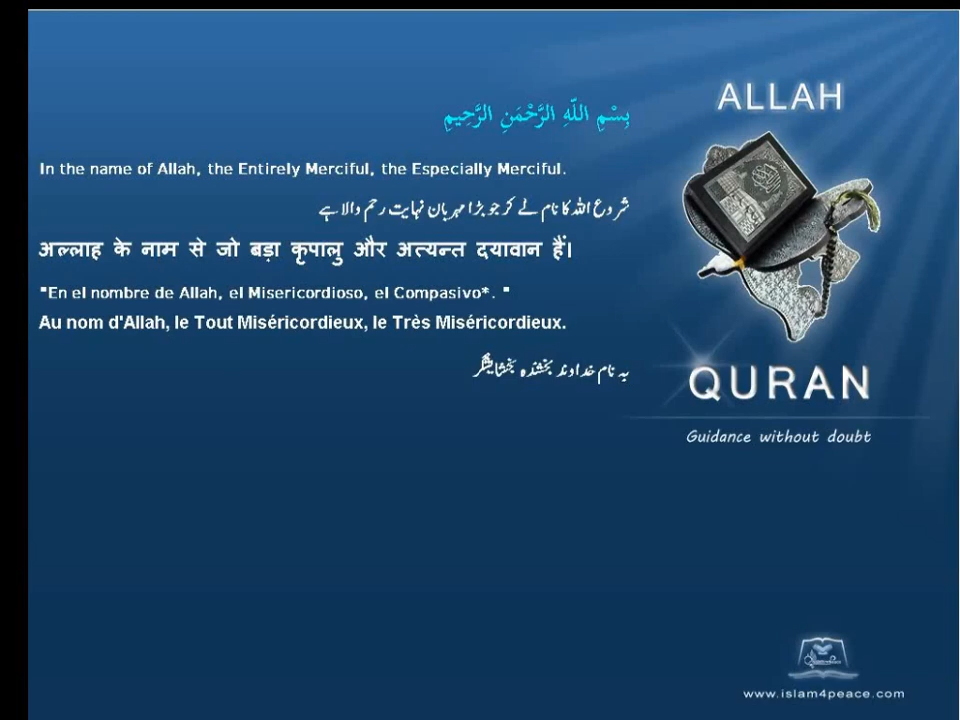 بِسْمِ اللَّهِ الرَّحْمَنِ الرَّحِيمِ
In the name of Allah, the Entirely Merciful, the Especially Merciful.
شروع اللہ کا نام لے کر جو بڑا مہربان نہایت رحم والا ہے
अल्लाह के नाम से जो बड़ा कृपालु और अत्यन्त दयावान हैं।
"En el nombre de Allah, el Misericordioso, el Compasivo*. "
Au nom d'Allah, le Tout Miséricordieux, le Très Miséricordieux.
به نام خداوند بخشنده بخشایشگر
ALLAH
QURAN
Guidance without doubt
www.islam4peace.com